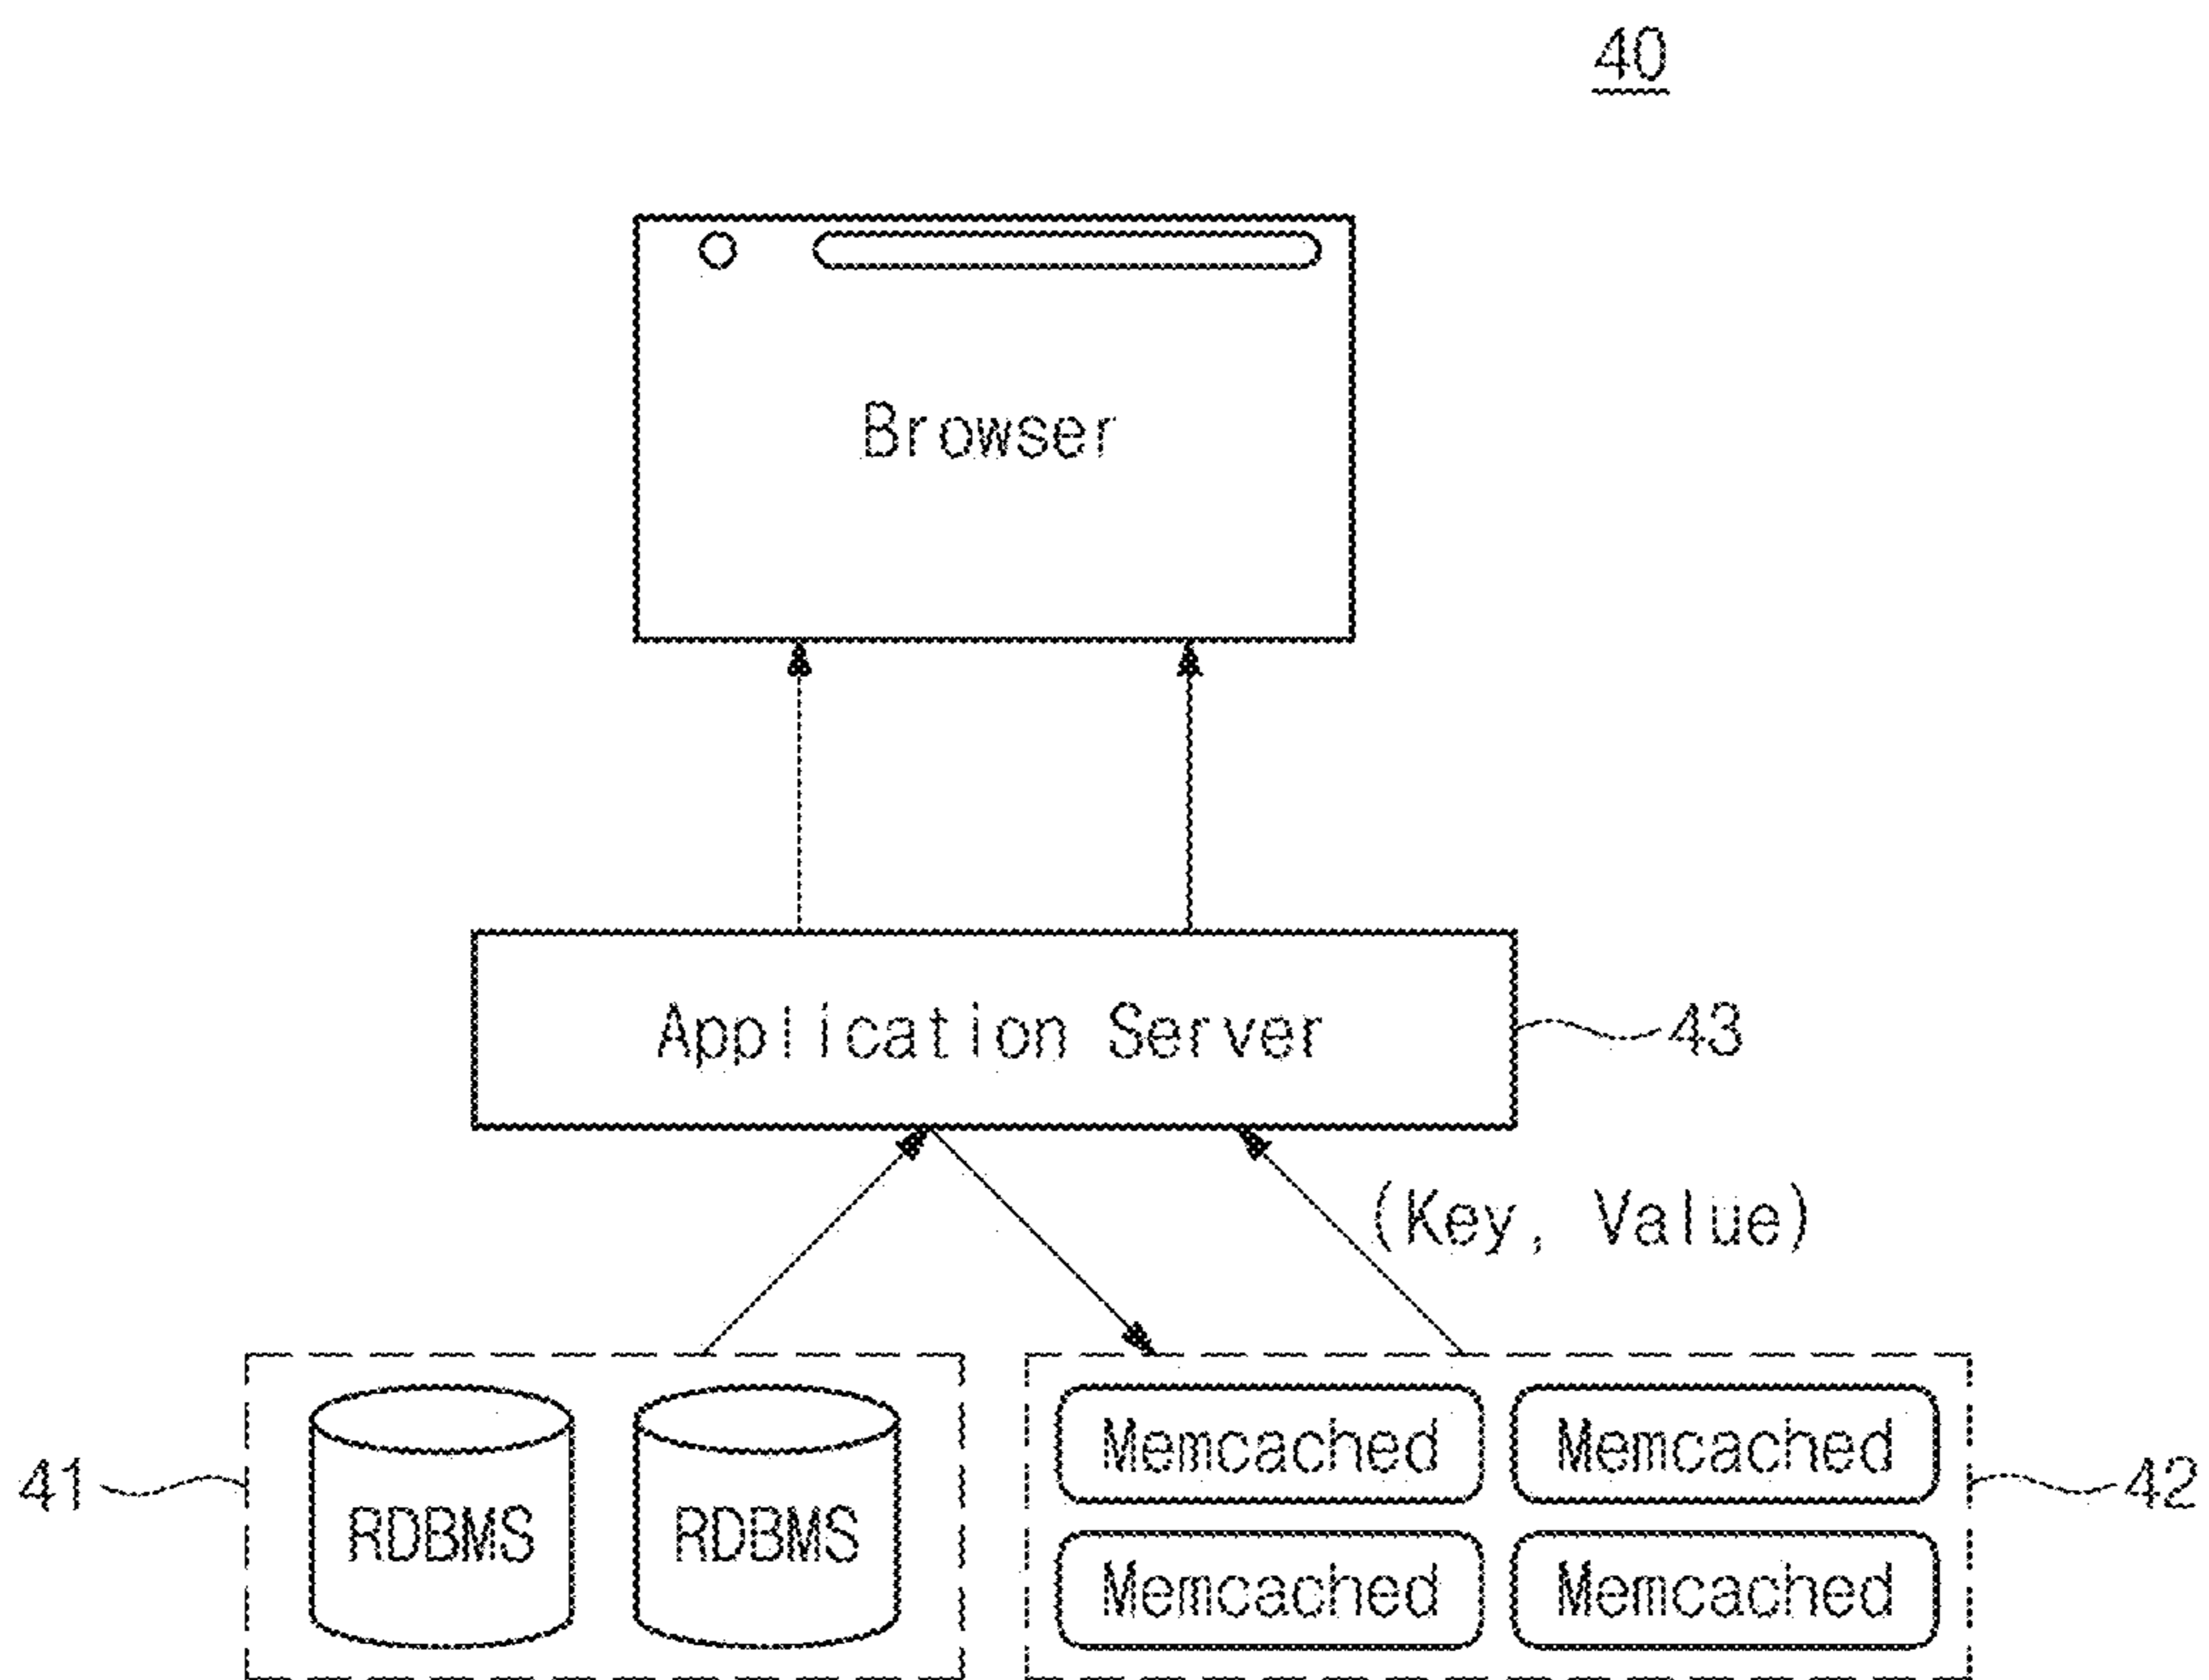 40
Browser
Application Server
43
(Key, Value)
Memcached Memcached
41
RDBMS RDBMS
42
Memcached Memcached